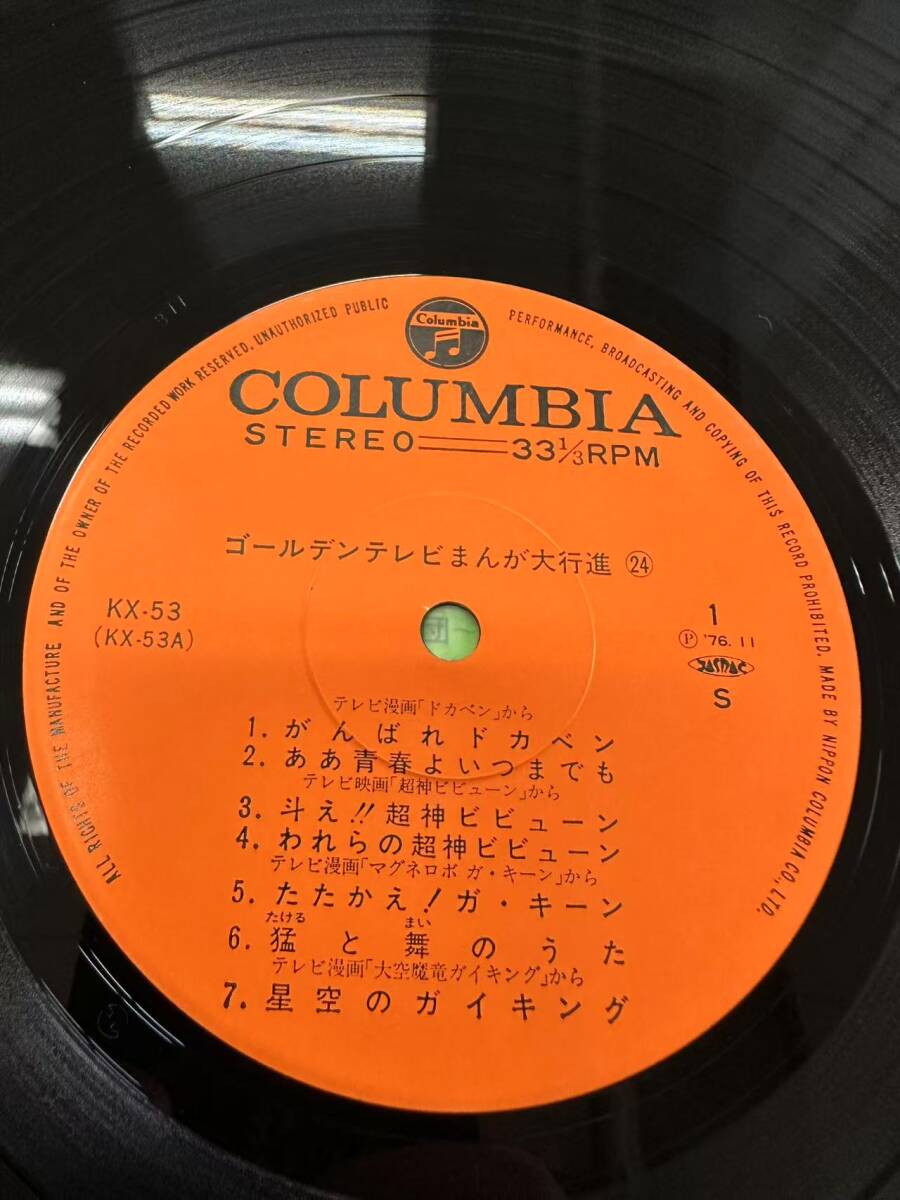 ALL RIGHTS OF THE MANUFACTURE AND OF THE OWNER OF THE RECORDED WORK RESERVED. UNAUTHORIZED PUBLIC PERFORMANCE, BROADCASTING AND COPYING OF THIS RECORD PROHIBITED. MADE BY NIPPON COLUMBIA CO., LTD.
Columbia
COLUMBIA
STEREO 33 1/3 RPM
ゴールデンテレビまんが大行進 ㉔
KX-53
(KX-53A)
1
Ⓟ '76.11
JASRAC
S
テレビ漫画「ドカベン」から
1. がんばれドカベン
2. ああ青春よいつまでも
テレビ映画「超神ビビューン」から
3. 斗え!!超神ビビューン
4. われらの超神ビビューン
テレビ漫画「マグネロボ ガ・キーン」から
5. たたかえ!ガ・キーン
たける まい
6. 猛と舞のうた
テレビ漫画「大空魔竜ガイキング」から
7. 星空のガイキング